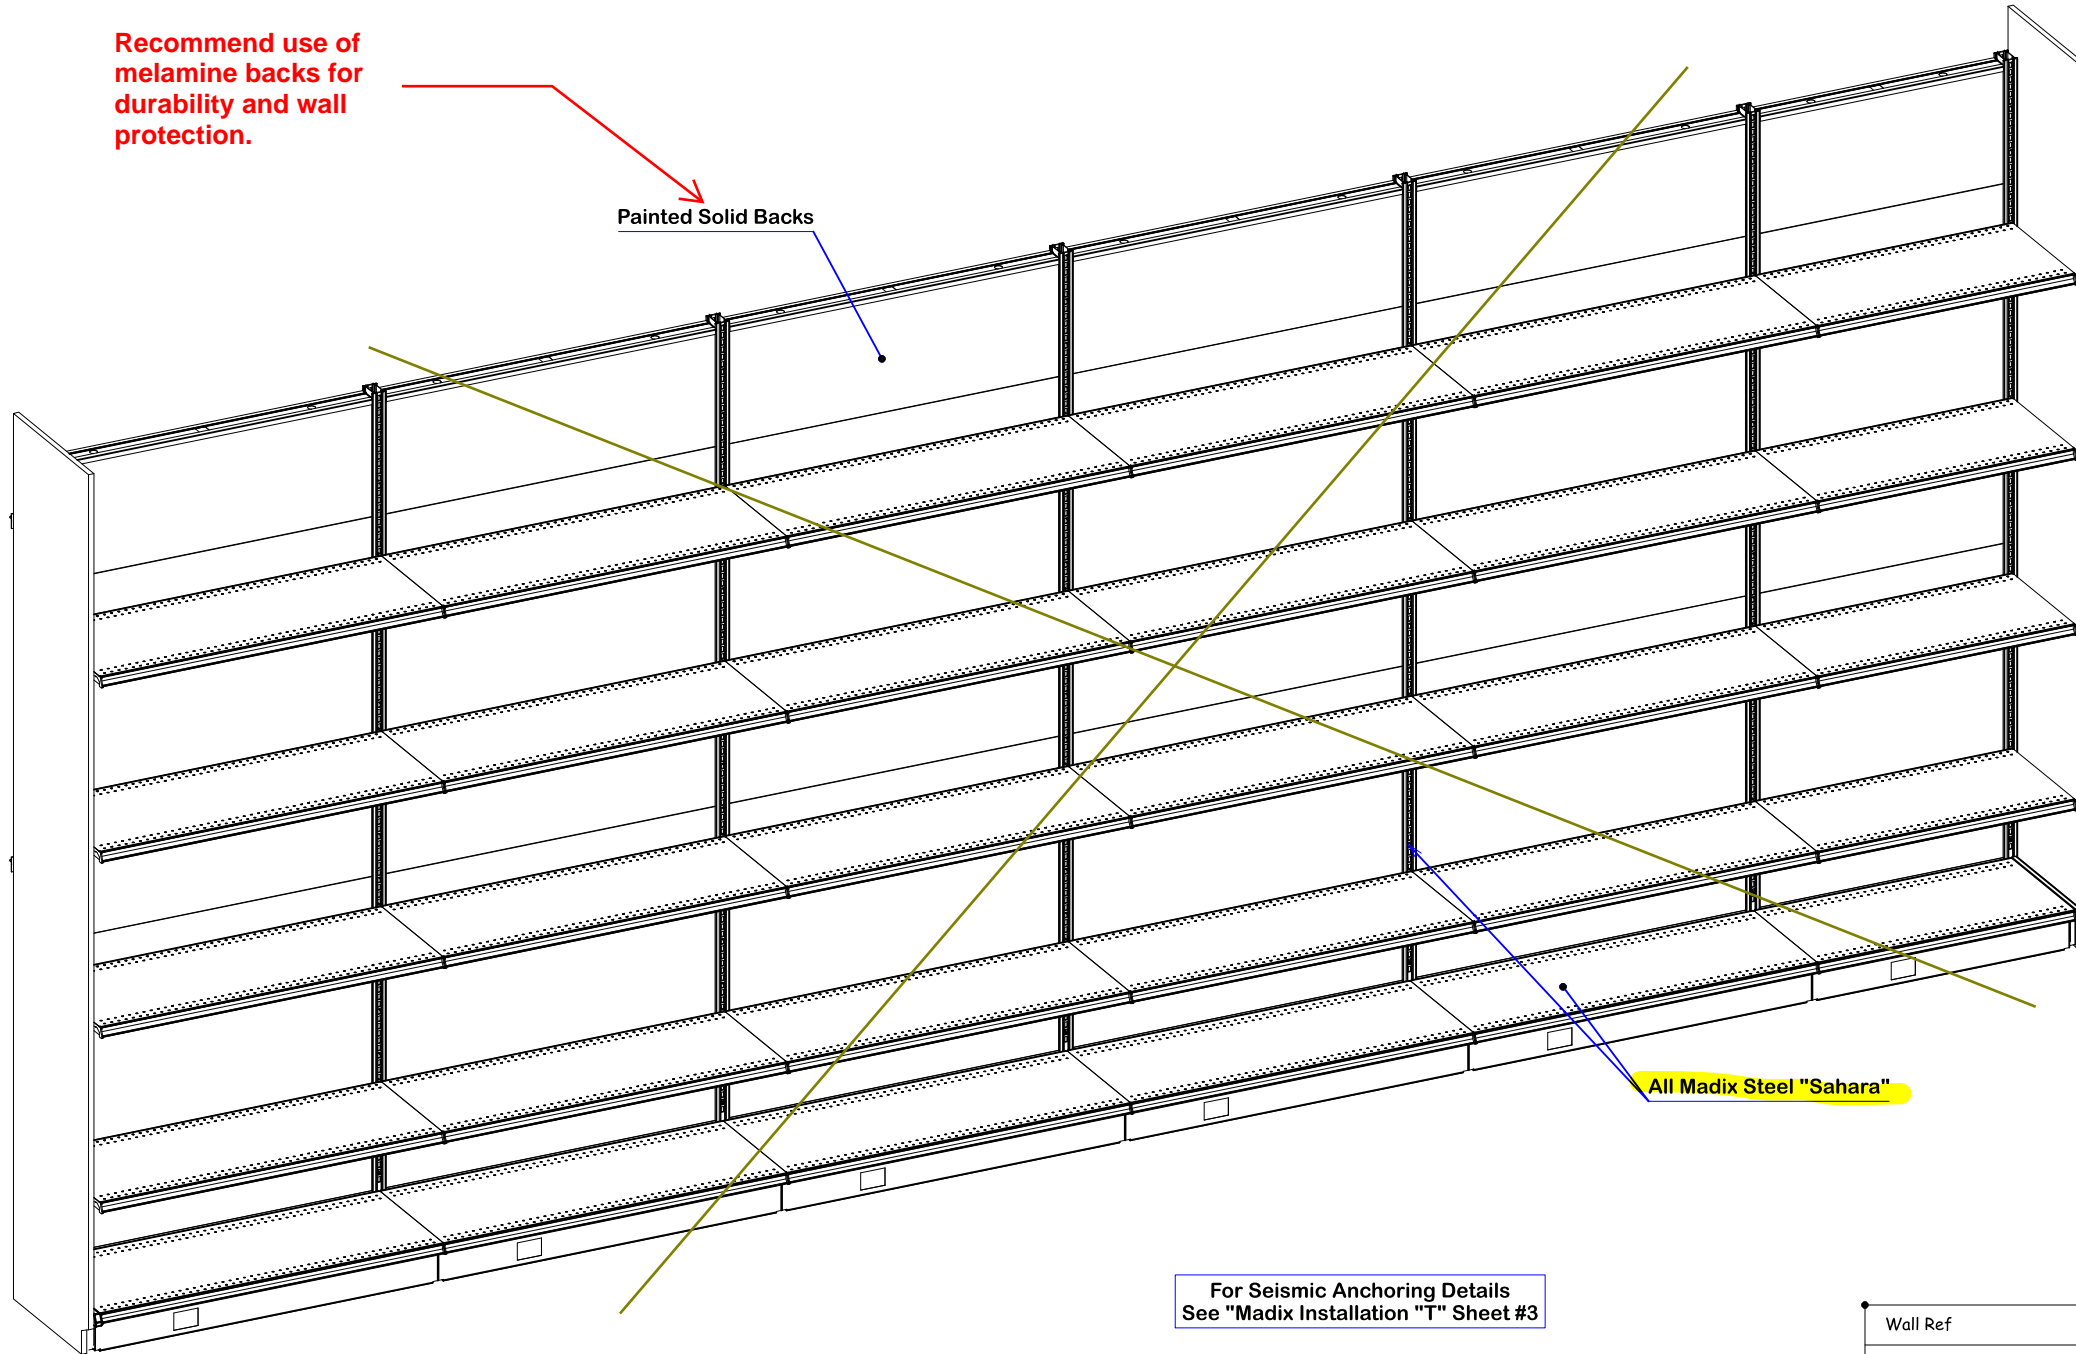 Recommend use of
melamine backs for
durability and wall
protection.
Painted Solid Backs
All Madix Steel "Sahara"
For Seismic Anchoring Details
See "Madix Installation "T" Sheet #3
Wall Ref